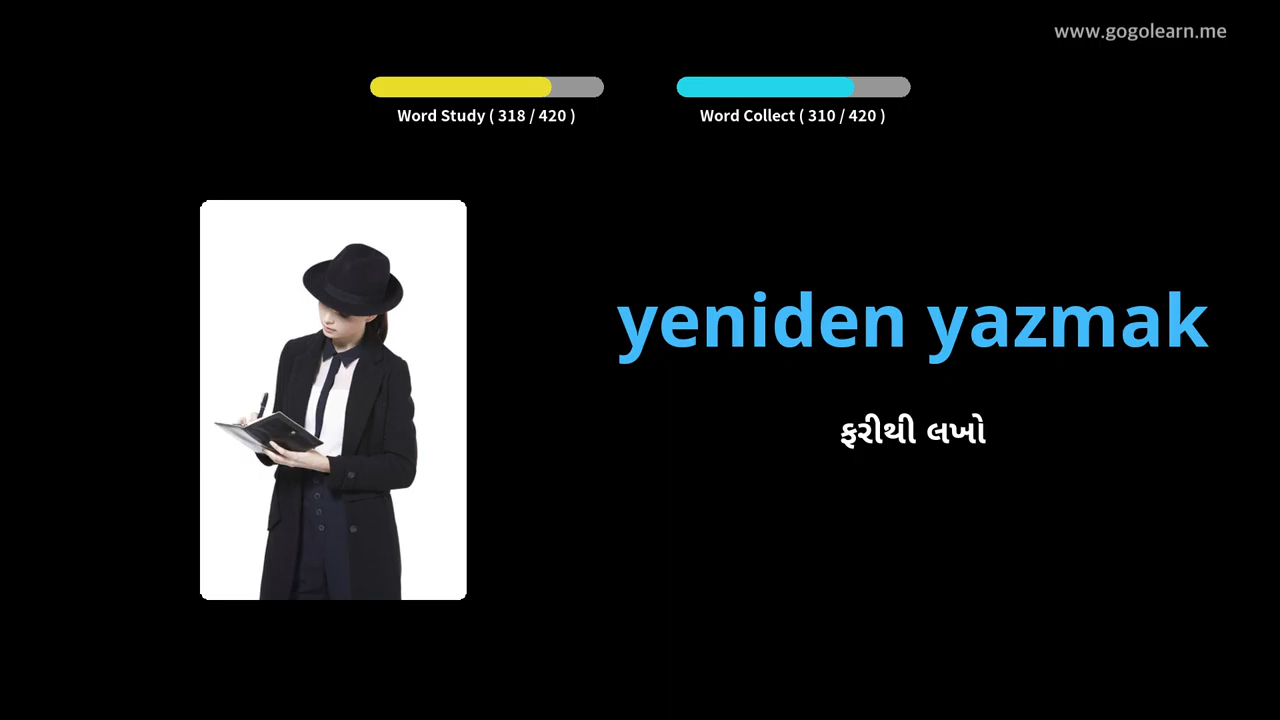 www.gogolearn.me
Word Study ( 318 / 420 )
Word Collect ( 310 / 420 )
yeniden yazmak
ફરીથી લખો